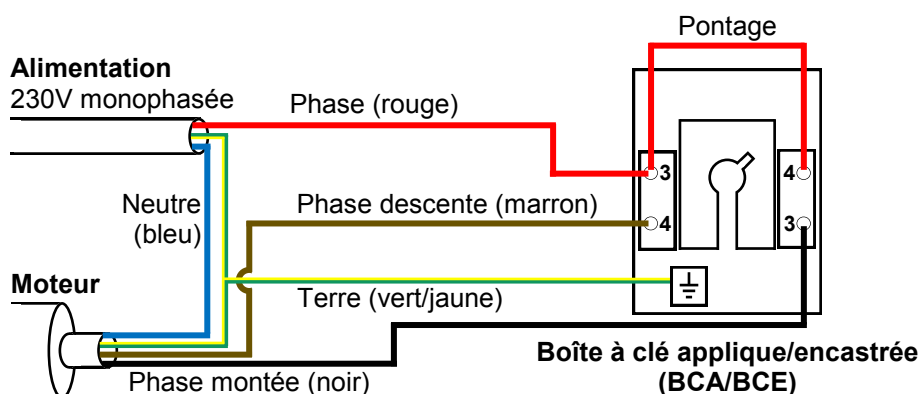 Pontage
Alimentation
230V monophasée
Phase (rouge)
3
4
Neutre
(bleu)
Phase descente (marron)
4
3
Moteur
Terre (vert/jaune)
Boîte à clé applique/encastrée
(BCA/BCE)
Phase montée (noir)